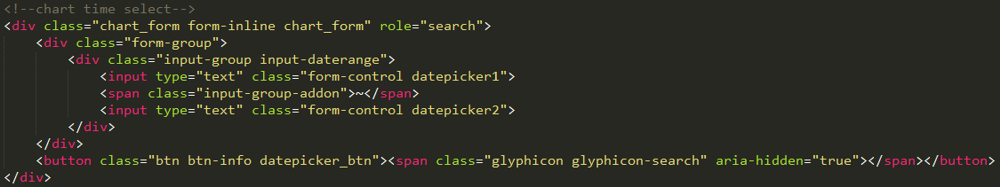 <!--chart time select-->
<div class="chart_form form-inline chart_form" role="search">
    <div class="form-group">
        <div class="input-group input-daterange">
            <input type="text" class="form-control datepicker1">
            <span class="input-group-addon">~</span>
            <input type="text" class="form-control datepicker2">
        </div>
    </div>
    <button class="btn btn-info datepicker_btn"><span class="glyphicon glyphicon-search" aria-hidden="true"></span></button>
</div>